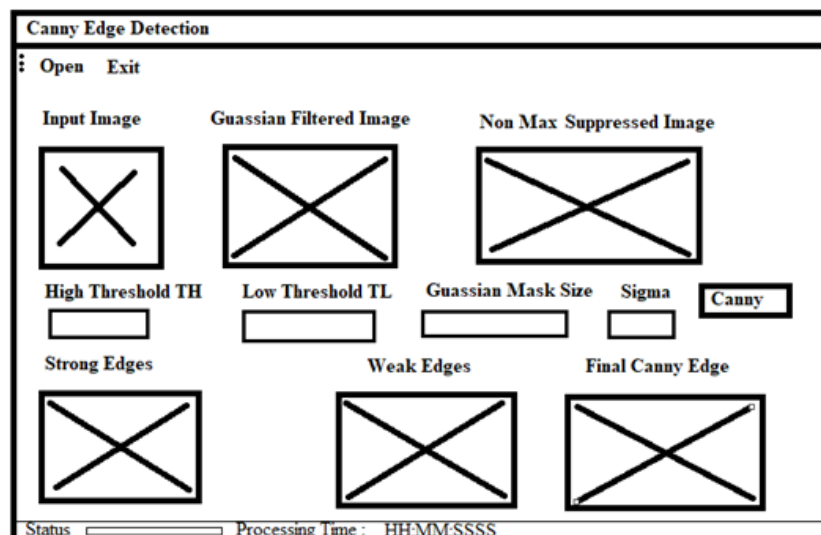 Canny Edge Detection
Open Exit
Input Image Guassian Filtered Image Non Max Suppressed Image
High Threshold TH Low Threshold TL Guassian Mask Size Sigma Canny
Strong Edges Weak Edges Final Canny Edge
Status Processing Time : HH:MM:SSSS